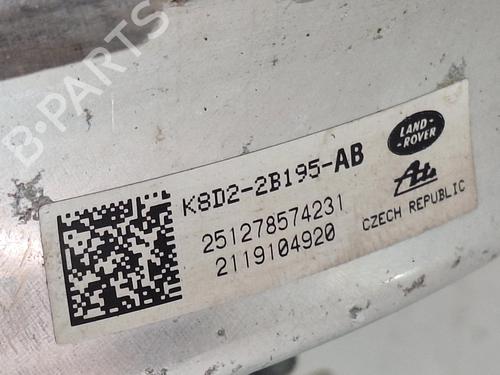 B-PARTS
K8D2-2B195-AB
LAND-
ROVER
251278574231
2119104920
Ate
CZECH REPUBLIC